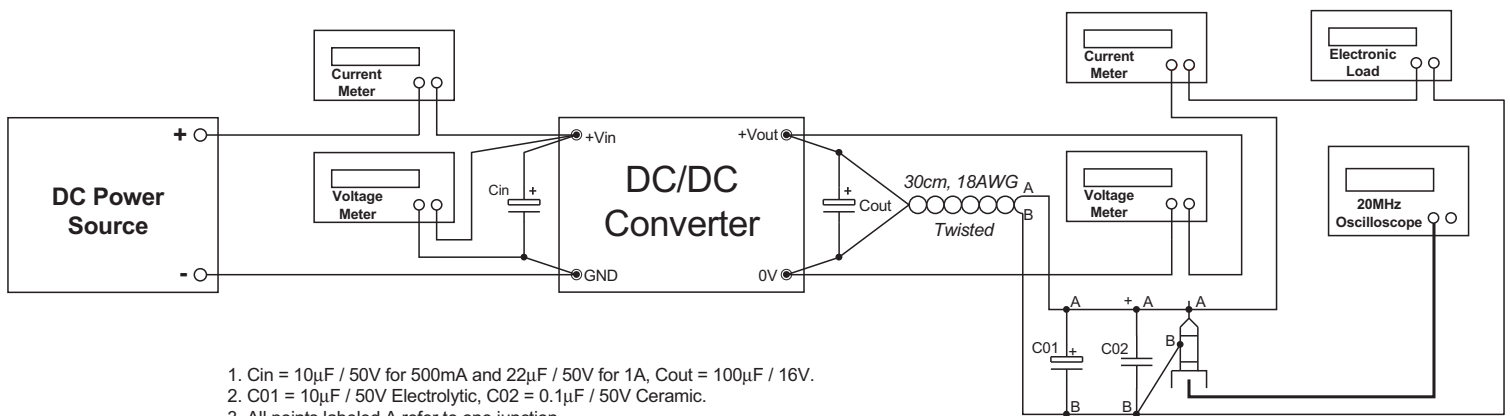 Current
Meter
Current
Meter
Electronic
Load
DC Power
Source
+
-
Voltage
Meter
Cin
+
+Vin
GND
DC/DC
Converter
+Vout
0V
+
Cout
30cm, 18AWG
Twisted
A
B
Voltage
Meter
20MHz
Oscilloscope
A
+ A
A
C01
+
C02
B
B
B
1. Cin = 10μF / 50V for 500mA and 22μF / 50V for 1A, Cout = 100μF / 16V.
2. C01 = 10μF / 50V Electrolytic, C02 = 0.1μF / 50V Ceramic.